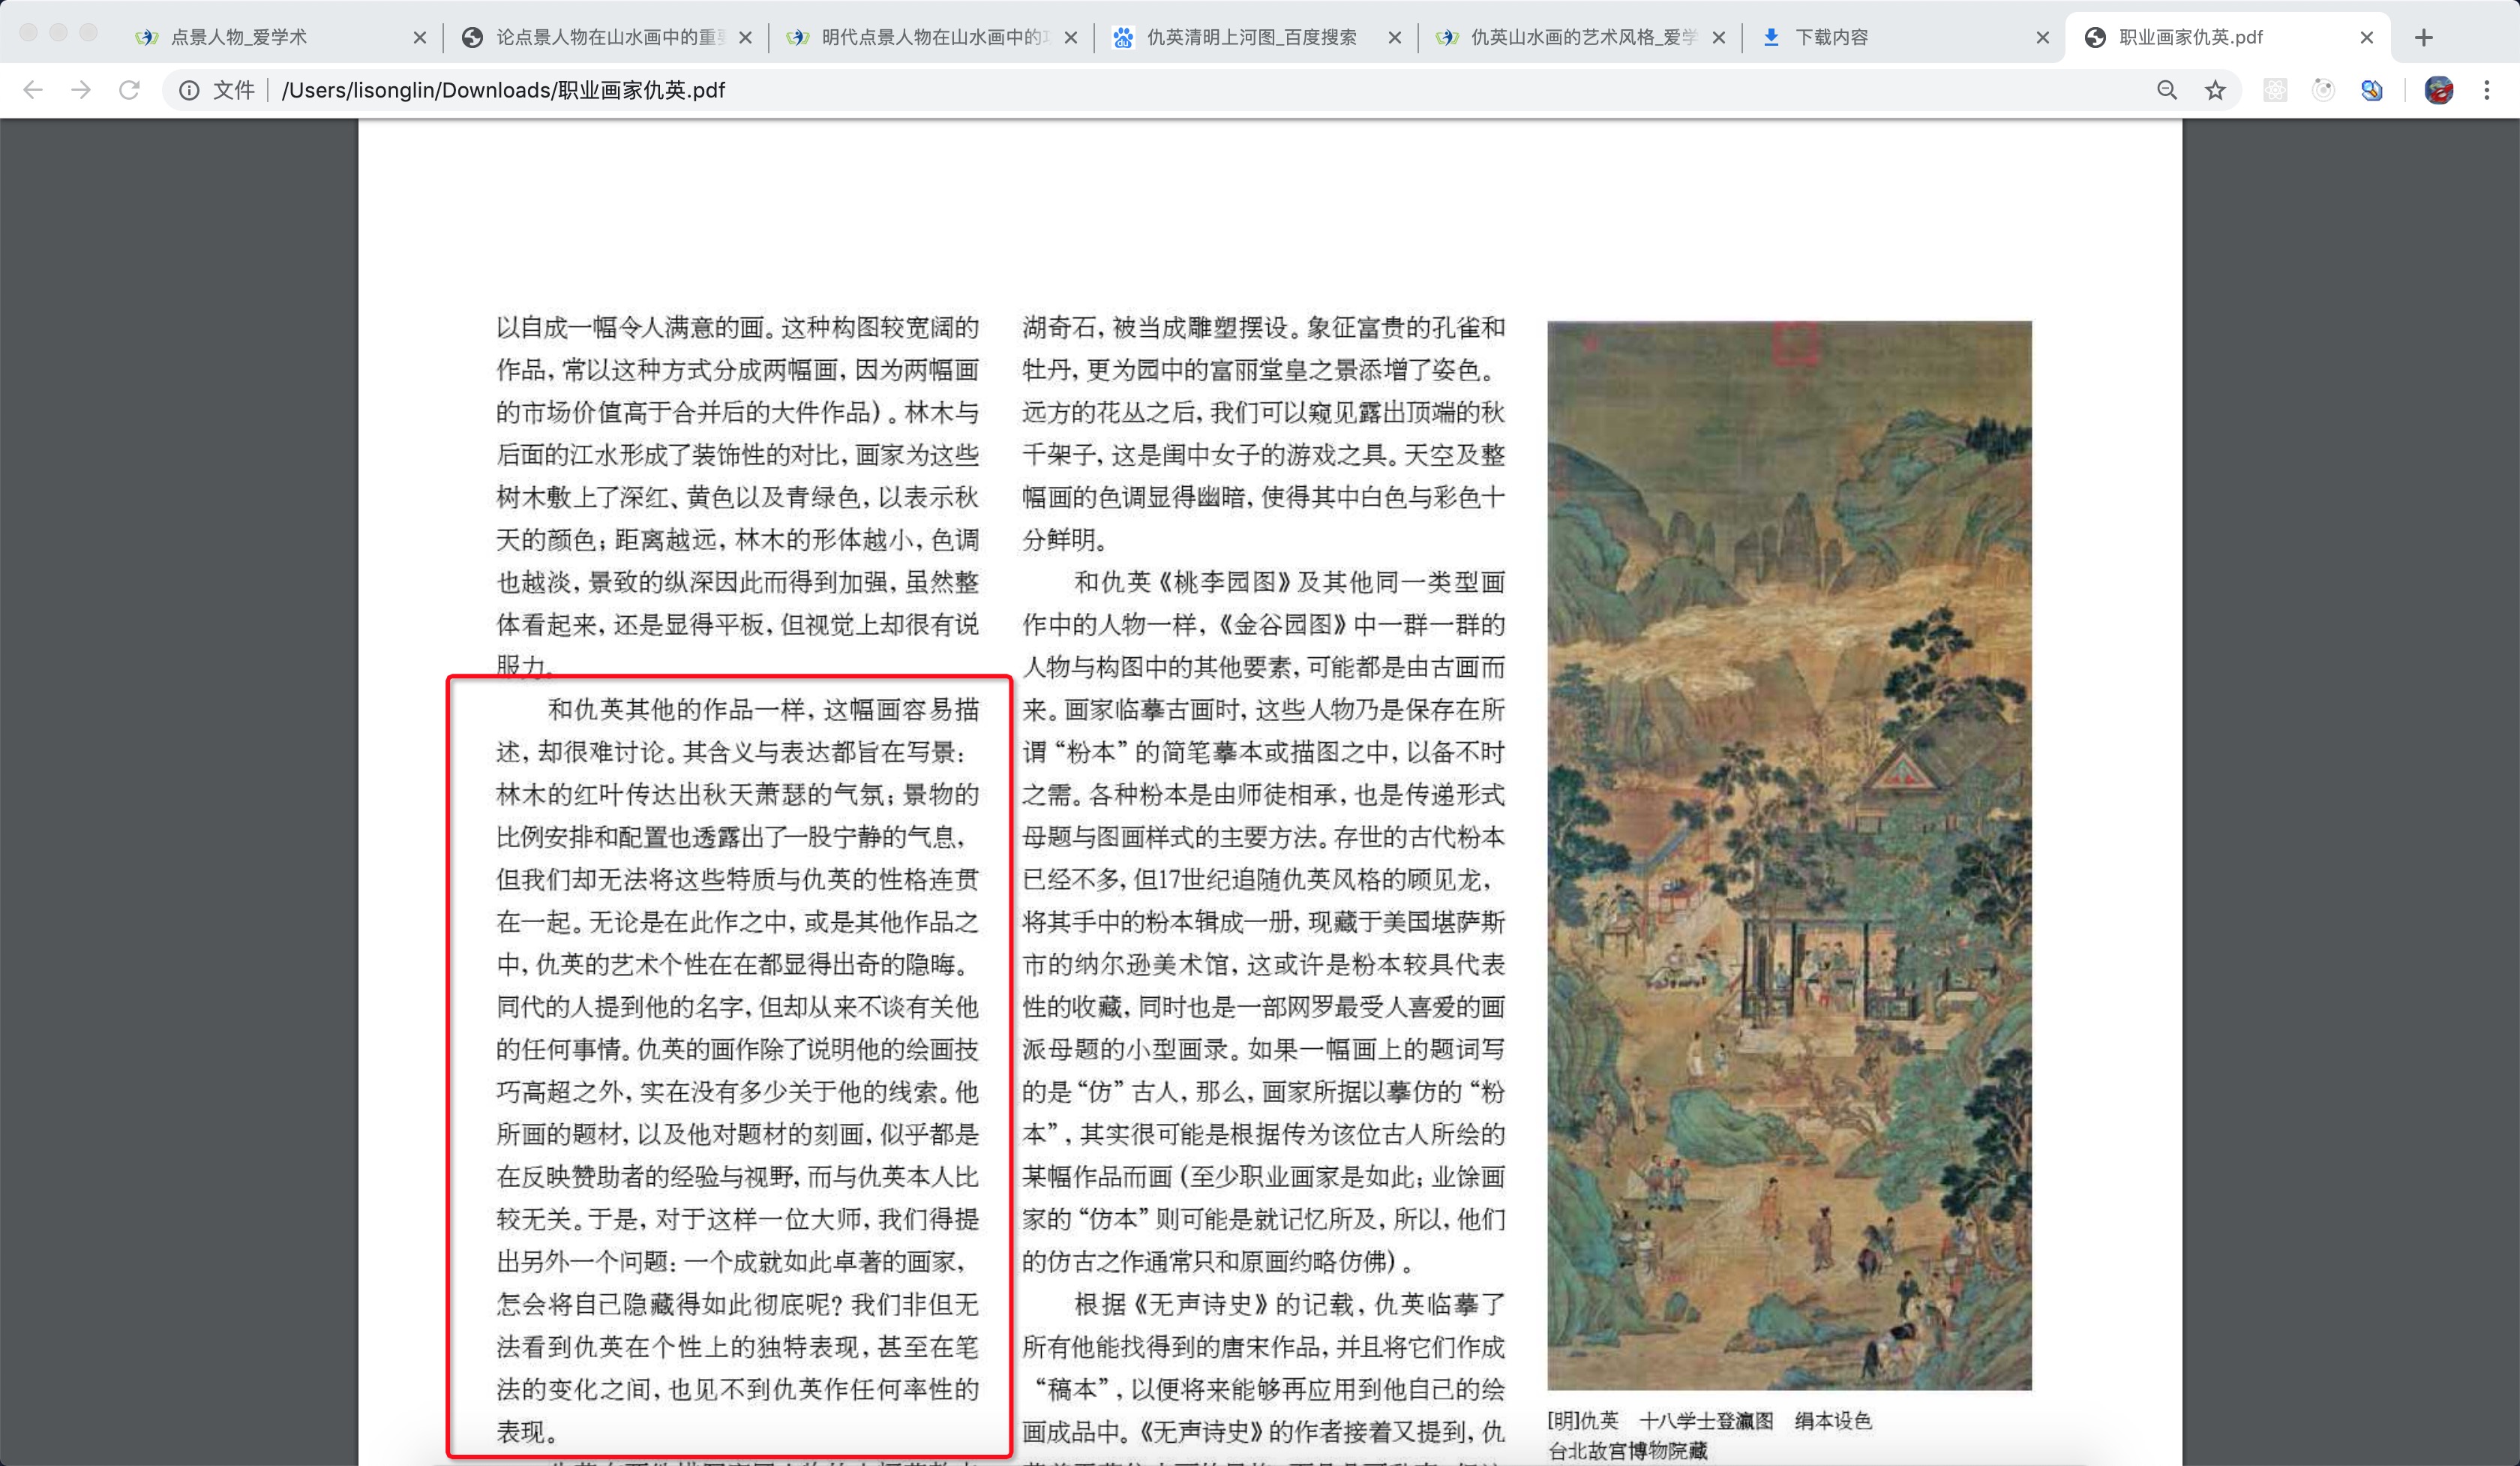 点景人物_爱学术
论点景人物在山水画中的重
明代点景人物在山水画中的
仇英清明上河图_百度搜索
仇英山水画的艺术风格_爱学
下载内容
职业画家仇英.pdf
文件
/Users/lisonglin/Downloads/职业画家仇英.pdf
以自成一幅令人满意的画。这种构图较宽阔的
作品,常以这种方式分成两幅画,因为两幅画
的市场价值高于合并后的大件作品)。林木与
后面的江水形成了装饰性的对比,画家为这些
树木敷上了深红、黄色以及青绿色,以表示秋
天的颜色;距离越远,林木的形体越小,色调
也越淡,景致的纵深因此而得到加强,虽然整
体看起来,还是显得平板,但视觉上却很有说
服力。
和仇英其他的作品一样,这幅画容易描
述,却很难讨论。其含义与表达都旨在写景:
林木的红叶传达出秋天萧瑟的气氛;景物的
比例安排和配置也透露出了一股宁静的气息,
但我们却无法将这些特质与仇英的性格连贯
在一起。无论是在此作之中,或是其他作品之
中,仇英的艺术个性在在都显得出奇的隐晦。
同代的人提到他的名字,但却从来不谈有关他
的任何事情。仇英的画作除了说明他的绘画技
巧高超之外,实在没有多少关于他的线索。他
所画的题材,以及他对题材的刻画,似乎都是
在反映赞助者的经验与视野,而与仇英本人比
较无关。于是,对于这样一位大师,我们得提
出另外一个问题:一个成就如此卓著的画家,
怎会将自己隐藏得如此彻底呢?我们非但无
法看到仇英在个性上的独特表现,甚至在笔
法的变化之间,也见不到仇英作任何率性的
表现。
湖奇石,被当成雕塑摆设。象征富贵的孔雀和
牡丹,更为园中的富丽堂皇之景添增了姿色。
远方的花丛之后,我们可以窥见露出顶端的秋
千架子,这是闺中女子的游戏之具。天空及整
幅画的色调显得幽暗,使得其中白色与彩色十
分鲜明。
和仇英《桃李园图》及其他同一类型画
作中的人物一样,《金谷园图》中一群一群的
人物与构图中的其他要素,可能都是由古画而
来。画家临摹古画时,这些人物乃是保存在所
谓“粉本”的简笔摹本或描图之中,以备不时
之需。各种粉本是由师徒相承,也是传递形式
母题与图画样式的主要方法。存世的古代粉本
已经不多,但17世纪追随仇英风格的顾见龙,
将其手中的粉本辑成一册,现藏于美国堪萨斯
市的纳尔逊美术馆,这或许是粉本较具代表
性的收藏,同时也是一部网罗最受人喜爱的画
派母题的小型画录。如果一幅画上的题词写
的是“仿”古人,那么,画家所据以摹仿的“粉
本”,其实很可能是根据传为该位古人所绘的
某幅作品而画(至少职业画家是如此;业馀画
家的“仿本”则可能是就记忆所及,所以,他们
的仿古之作通常只和原画约略仿佛)。
根据《无声诗史》的记载,仇英临摹了
所有他能找得到的唐宋作品,并且将它们作成
“稿本”,以便将来能够再应用到他自己的绘
画成品中。《无声诗史》的作者接着又提到,仇
[明]仇英 十八学士登瀛图 绢本设色
台北故宫博物院藏